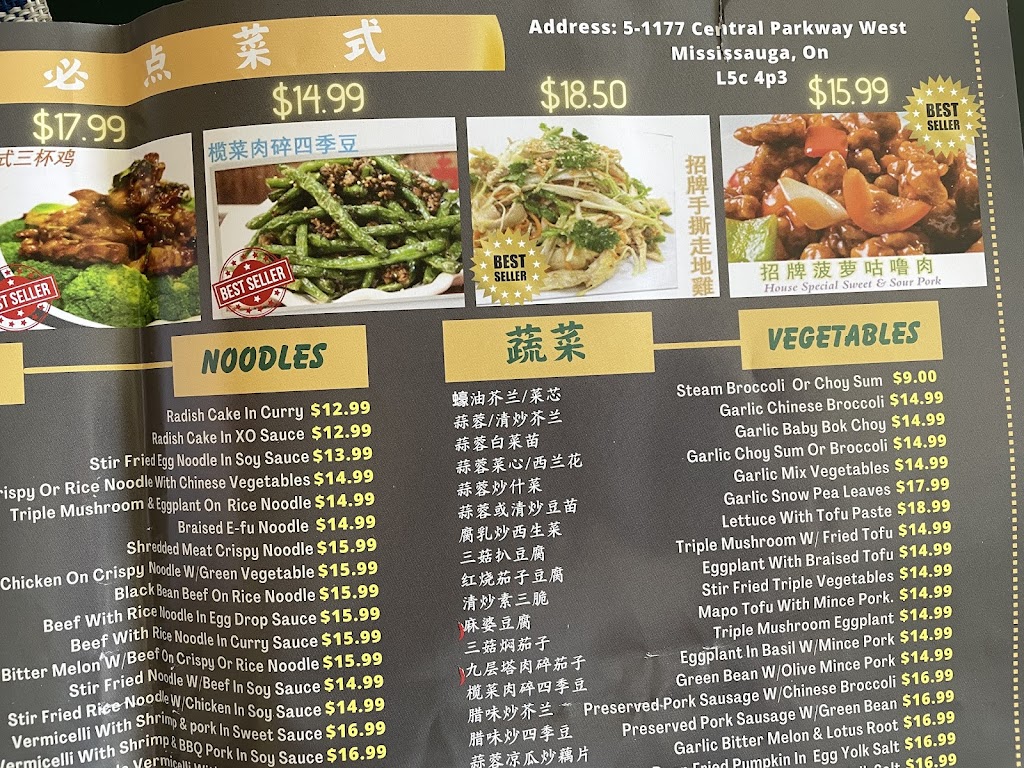 必点菜式
Address: 5-1177 Central Parkway West
Mississauga, On
L5c 4p3
$17.99
$14.99
$18.50
$15.99
式三杯鸡
BEST SELLER
榄菜肉碎四季豆
BEST SELLER
招牌手撕走地雞
BEST
SELLER
BEST
SELLER
招牌菠萝咕噜肉
House Special Sweet & Sour Pork
NOODLES
Radish Cake In Curry $12.99
Radish Cake In XO Sauce $12.99
Stir Fried Egg Noodle In Soy Sauce $13.99
Or Rice Noodle With Chinese Vegetables $14.99
Triple Mushroom & Eggplant On Rice Noodle $14.99
Braised E-fu Noodle $14.99
Shredded Meat Crispy Noodle $15.99
Chicken On Crispy Noodle W/Green Vegetable $15.99
Black Bean Beef On Rice Noodle $15.99
Beef With Rice Noodle In Egg Drop Sauce $15.99
Beef With Rice Noodle In Curry Sauce $15.99
Bitter Melon W/Beef On Crispy Or Rice Noodle $15.99
Stir Fried Noodle W/Beef In Soy Sauce $14.99
Stir Fried Rice Noodle W/Chicken In Soy Sauce $14.99
Vermicelli With Shrimp & pork In Sweet Sauce $16.99
Vermicelli With Shrimp & BBQ Pork In Soy Sauce $16.99
蔬菜
蠔油芥兰/菜芯
蒜蓉/清炒芥兰
蒜蓉白菜苗
蒜蓉菜心/西兰花
蒜蓉炒什菜
蒜蓉或清炒豆苗
腐乳炒西生菜
三菇扒豆腐
红烧茄子豆腐
清炒素三脆
麻婆豆腐
三菇焖茄子
九层塔肉碎茄子
榄菜肉碎四季豆
腊味炒芥兰
腊味炒四季豆
蒜蓉凉瓜炒藕片
VEGETABLES
Steam Broccoli Or Choy Sum $9.00
Garlic Chinese Broccoli $14.99
Garlic Baby Bok Choy $14.99
Garlic Choy Sum Or Broccoli $14.99
Garlic Mix Vegetables $14.99
Garlic Snow Pea Leaves $17.99
Lettuce With Tofu Paste $18.99
Triple Mushroom W/ Fried Tofu $14.99
Eggplant With Braised Tofu $14.99
Stir Fried Triple Vegetables $14.99
Mapo Tofu With Mince Pork. $14.99
Triple Mushroom Eggplant $14.99
Eggplant In Basil W/Mince Pork $14.99
Green Bean W/Olive Mince Pork $14.99
Preserved Pork Sausage W/Chinese Broccoli $16.99
Preserved Pork Sausage W/Green Bean $16.99
Garlic Bitter Melon & Lotus Root $16.99
Fried Pumpkin In Egg Yolk Salt $16.99